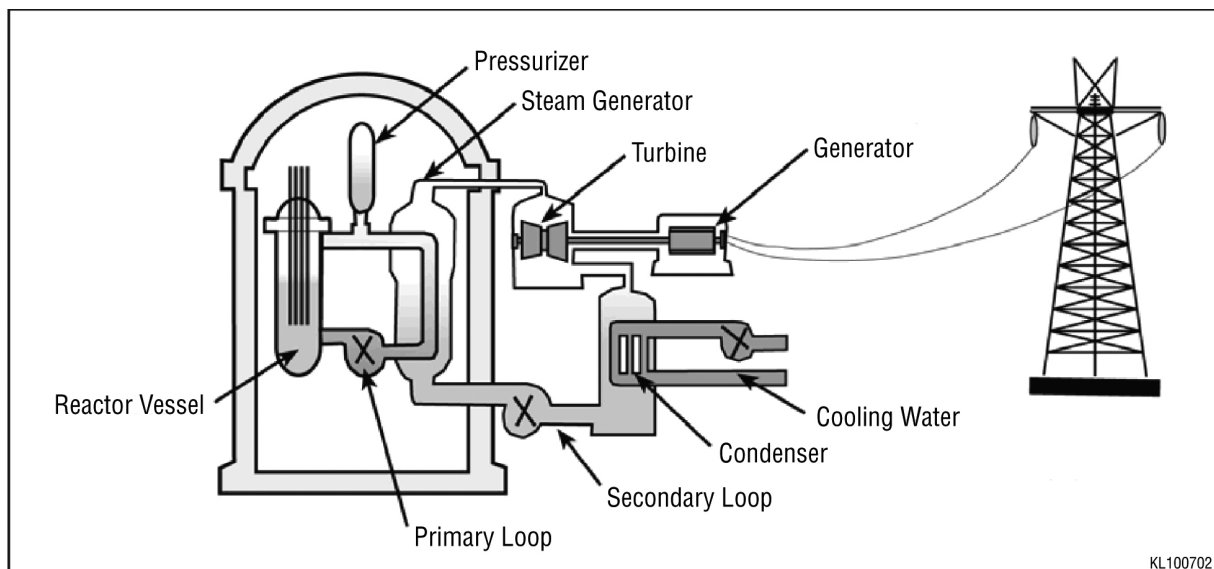 Pressurizer
Steam Generator
Turbine
Generator
Reactor Vessel
Cooling Water
Condenser
Secondary Loop
Primary Loop
KL100702